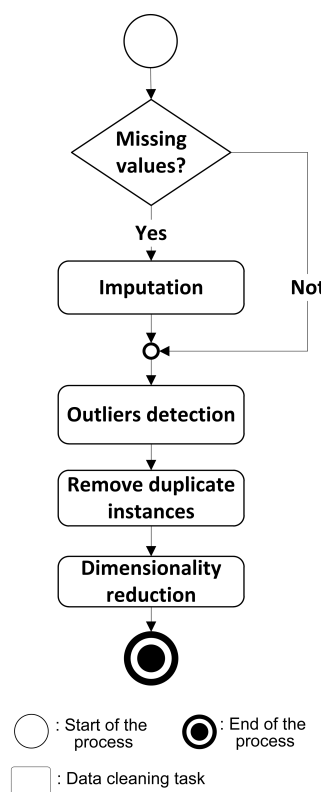 Missing
values?
Yes
Imputation
Not
Outliers detection
Remove duplicate
instances
Dimensionality
reduction
: Start of the
process
: End of the
process
: Data cleaning task